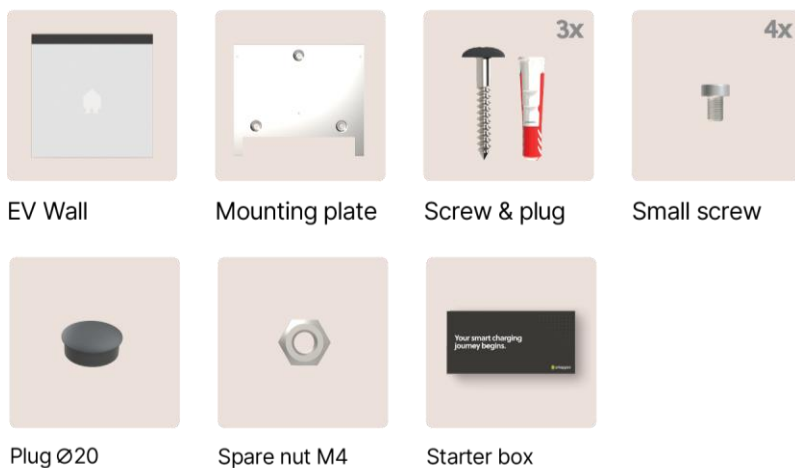 3x
4x
EV Wall
Mounting plate
Screw & plug
Small screw
Your smart charging
journey begins.
Plug Ø20
Spare nut M4
Starter box